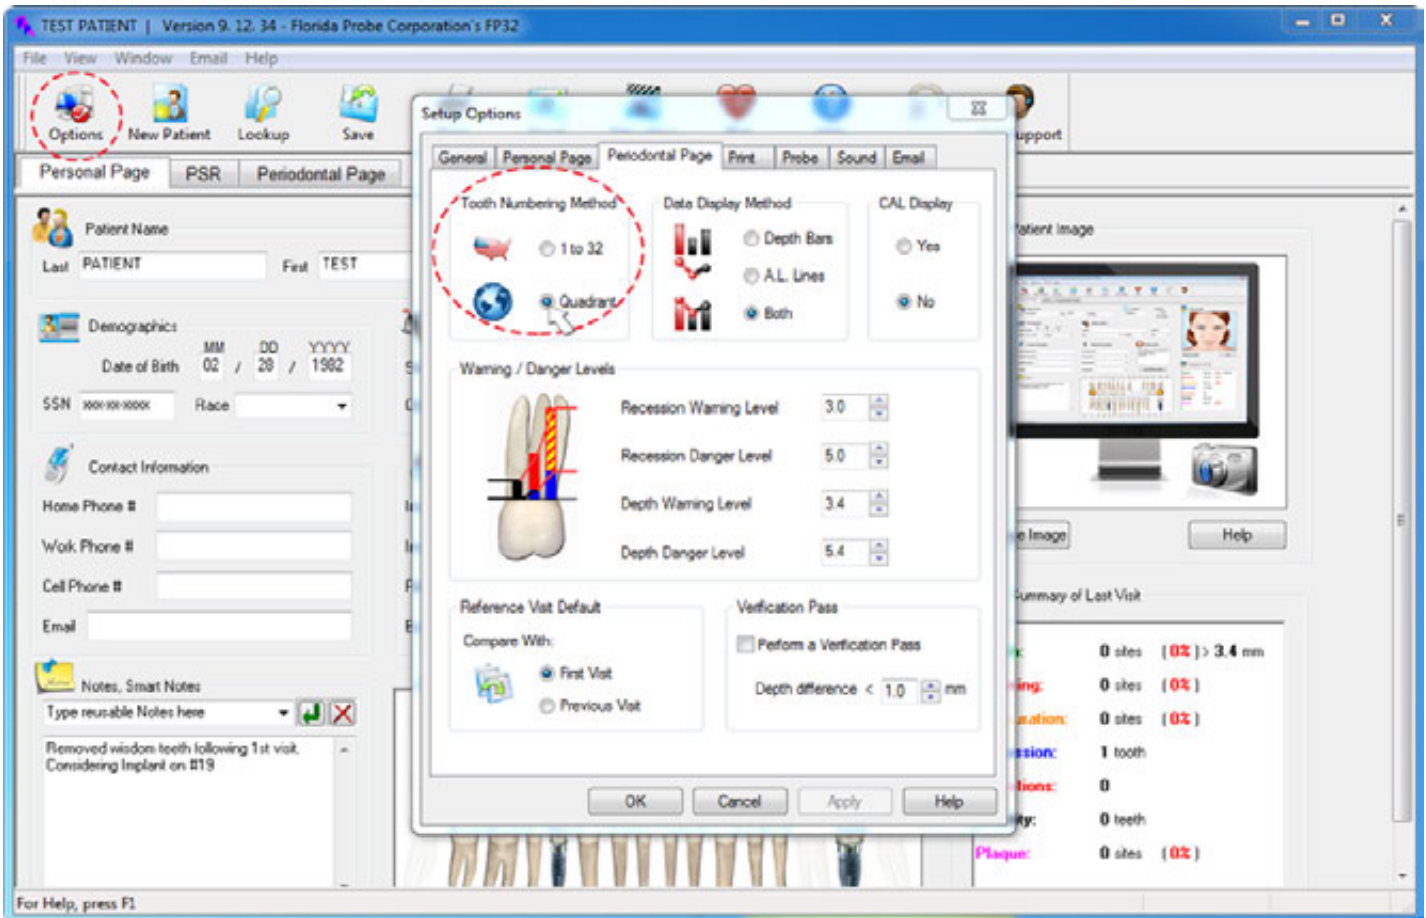 TEST PATIENT | Version 9. 12. 34 - Florida Probe Corporation's FP32
File View Window Email Help
Options New Patient Lookup Save
Personal Page PSR Periodontal Page
Patient Name
Last PATIENT First TEST
Demographics
MM DD YYYY
Date of Birth 02 / 28 / 1982
SSN xxx-xx-xxxx Race
Contact Information
Home Phone #
Work Phone #
Cell Phone #
Email
Notes, Smart Notes
Type reusable Notes here
Removed wisdom teeth following 1st visit.
Considering Implant on #19
Setup Options
General Personal Page Periodontal Page Print Probe Sound Email
Tooth Numbering Method
1 to 32
Quadrant
Data Display Method
Depth Bars
A.L. Lines
Both
CAL Display
Yes
No
Warning / Danger Levels
Recession Warning Level 3.0
Recession Danger Level 5.0
Depth Warning Level 3.4
Depth Danger Level 5.4
Reference Visit Default
Compare With:
First Visit
Previous Visit
Verification Pass
Perform a Verification Pass
Depth difference < 1.0 mm
OK Cancel Apply Help
upport
Patient Image
e Image Help
Summary of Last Visit
0 sites ( 0% ) > 3.4 mm
ing: 0 sites ( 0% )
uration: 0 sites ( 0% )
ssion: 1 tooth
tions: 0
ity: 0 teeth
Plaque: 0 sites ( 0% )
For Help, press F1